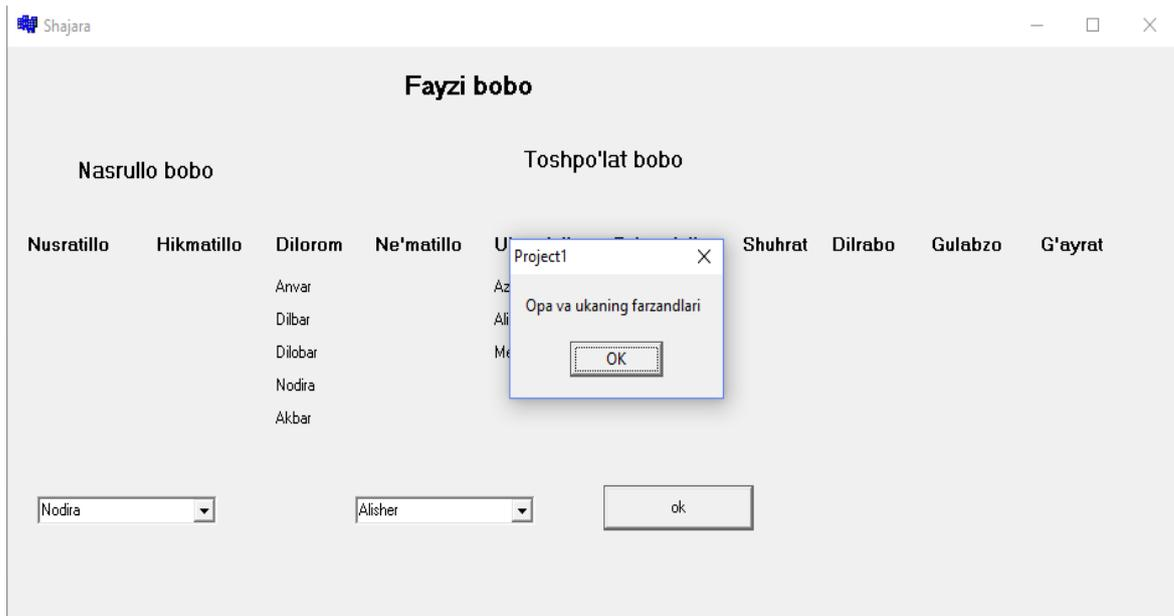 Shajara
Fayzi bobo
Nasrullo bobo
Toshpo'lat bobo
Nusratillo Hikmatillo Dilorom Ne'matillo Shuhrat Dilrabo Gulabzo G'ayrat
Project1
Anvar
Opa va ukaning farzandlari
Dilbar
Dilobar
OK
Nodira
Akbar
Nodira
Alisher
ok